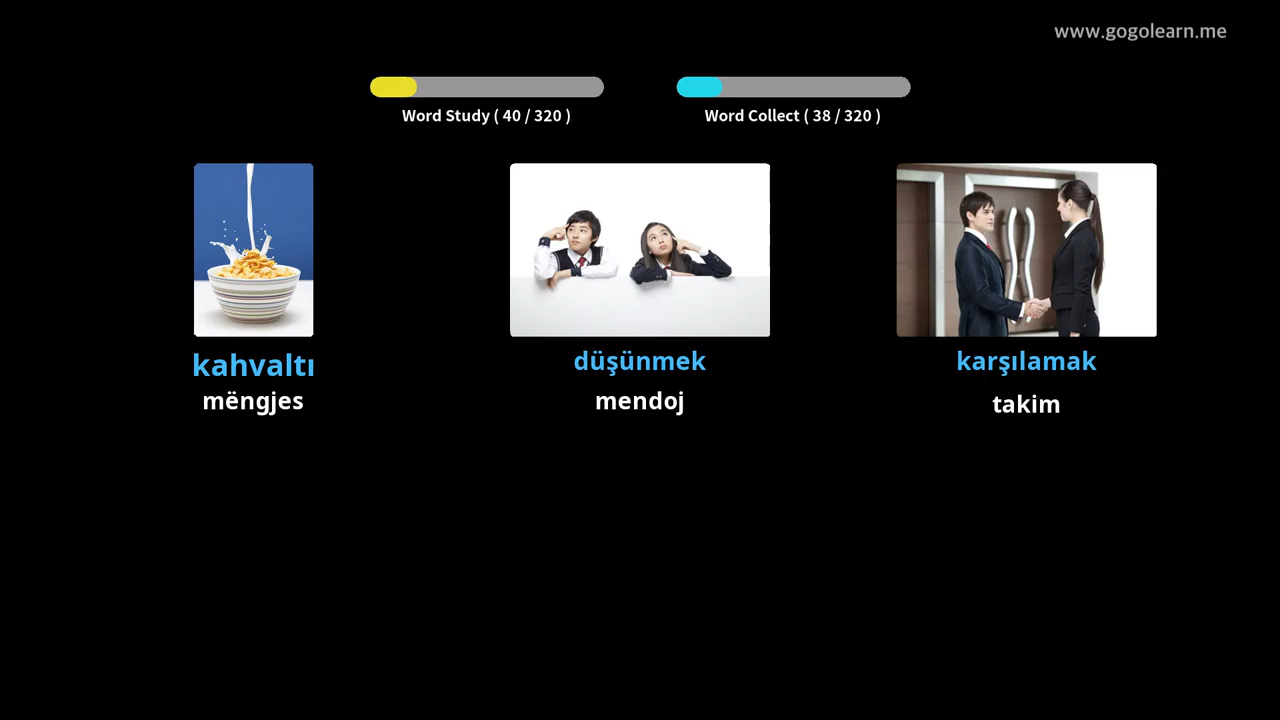 www.gogolearn.me
Word Study ( 40 / 320 )
Word Collect ( 38 / 320 )
kahvaltı
mëngjes
düşünmek
mendoj
karşılamak
takim